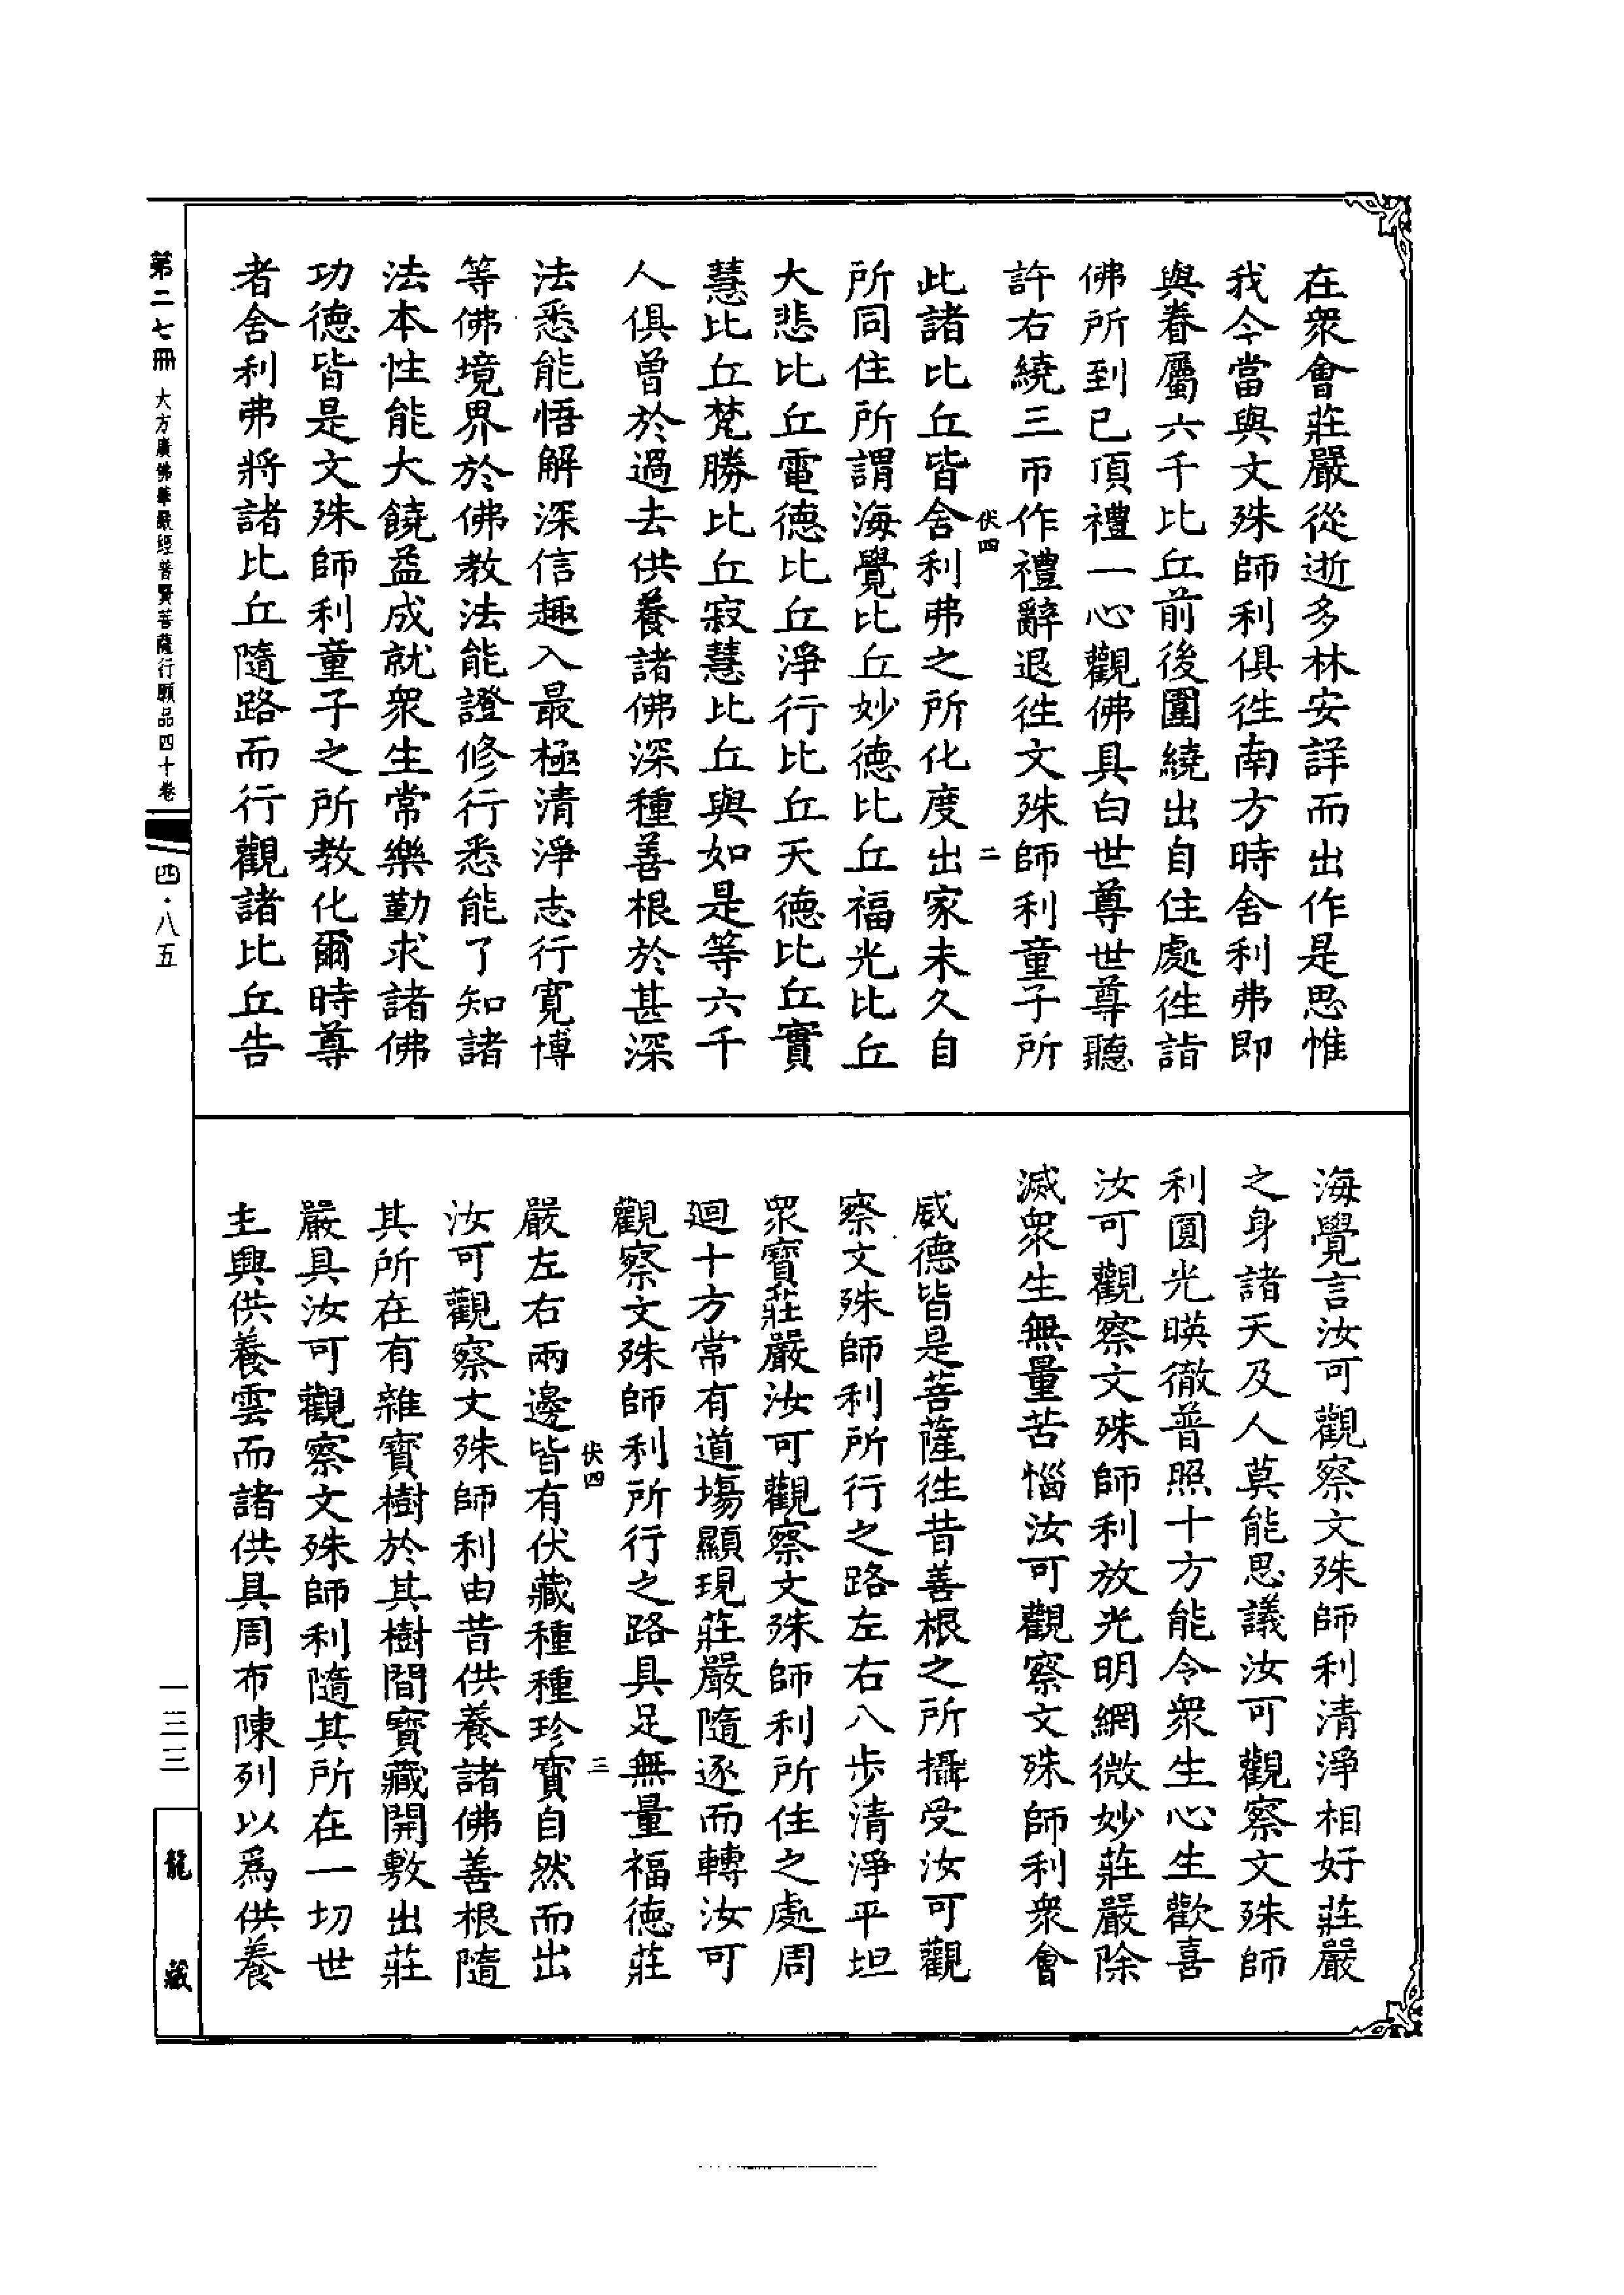 在衆會莊嚴從逝多林安詳而出作是思惟
我今當與文殊師利俱徃南方時舍利弗即
與眷屬六千比丘前後圍繞出自住處徃詣
佛所到已頂禮一心觀佛具白世尊世尊聽
許右繞三帀作禮辭退徃文殊師利童子所
伏四 二
此諸比丘皆舍利弗之所化度出家未久自
所同住所謂海覺比丘妙德比丘福光比丘
大悲比丘電德比丘淨行比丘天德比丘實
慧比丘梵勝比丘寂慧比丘與如是等六千
人俱曾於過去供養諸佛深種善根於甚深
法悉能悟解深信趣入最極清淨志行寬博
等佛境界於佛教法能證修行悉能了知諸
法本性能大饒益成就衆生常樂勤求諸佛
功德皆是文殊師利童子之所教化爾時尊
者舍利弗將諸比丘隨路而行觀諸比丘告
海覺言汝可觀察文殊師利清淨相好莊嚴
之身諸天及人莫能思議汝可觀察文殊師
利圓光暎徹普照十方能令衆生心生歡喜
汝可觀察文殊師利放光明網微妙莊嚴除
滅衆生無量苦惱汝可觀察文殊師利衆會
威德皆是菩薩徃昔善根之所攝受汝可觀
察文殊師利所行之路左右八步清淨平坦
衆寶莊嚴汝可觀察文殊師利所住之處周
廻十方常有道場顯現莊嚴隨逐而轉汝可
觀察文殊師利所行之路具足無量福德莊
伏四 三
嚴左右兩邊皆有伏藏種種珍寶自然而出
汝可觀察文殊師利由昔供養諸佛善根隨
其所在有雜寶樹於其樹間寶藏開敷出莊
嚴具汝可觀察文殊師利隨其所在一切世
主興供養雲而諸供具周布陳列以爲供養
第二七冊 大方廣佛華嚴經普賢菩薩行願品四十卷 四·八五
一三三
龍藏